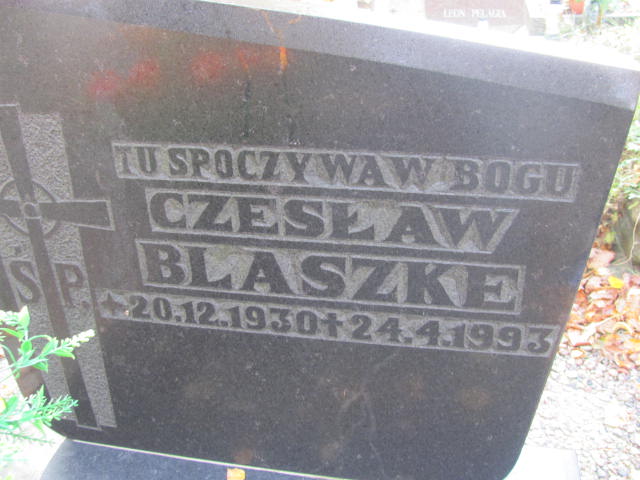 LEON PELAGIA
TU SPOCZYWA W BOGU
CZESŁAW
BLASZKE
Ś.P. *20.12.1930 †24.4.1993